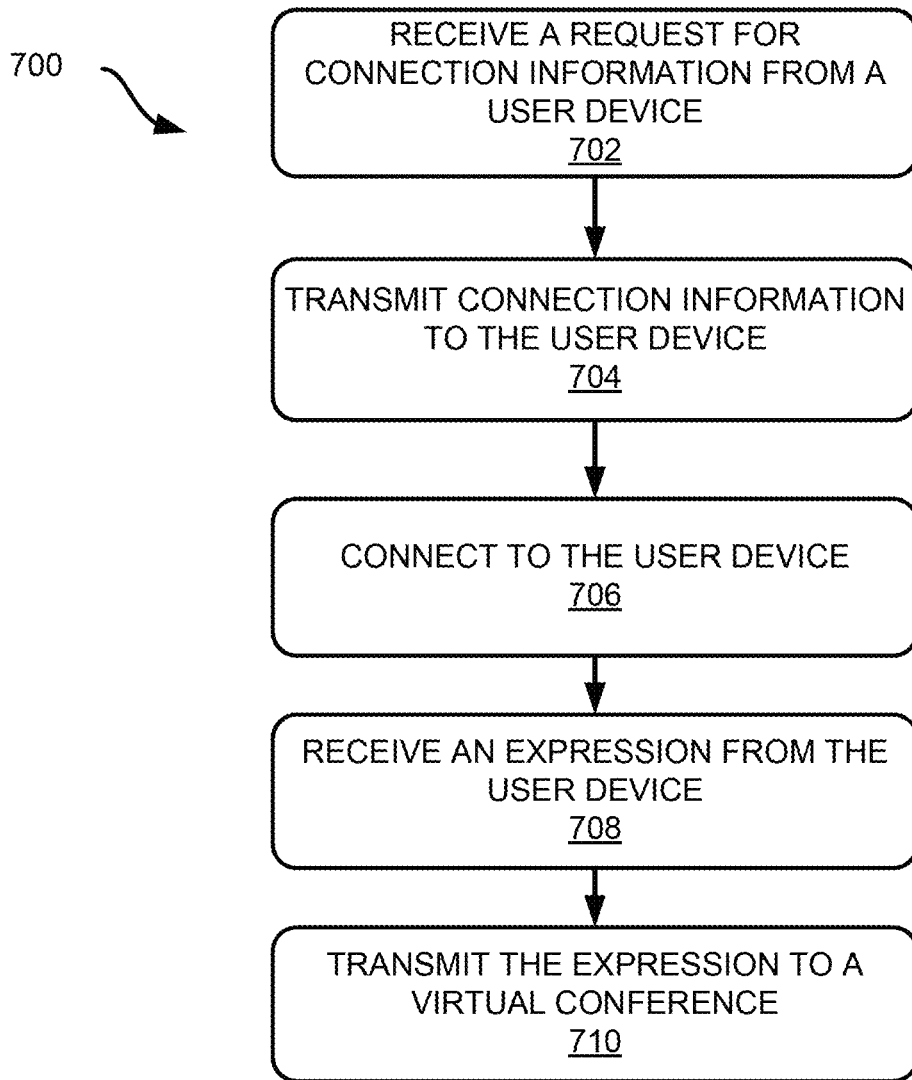 700
RECEIVE A REQUEST FOR
CONNECTION INFORMATION FROM A
USER DEVICE
702
TRANSMIT CONNECTION INFORMATION
TO THE USER DEVICE
704
CONNECT TO THE USER DEVICE
706
RECEIVE AN EXPRESSION FROM THE
USER DEVICE
708
TRANSMIT THE EXPRESSION TO A
VIRTUAL CONFERENCE
710